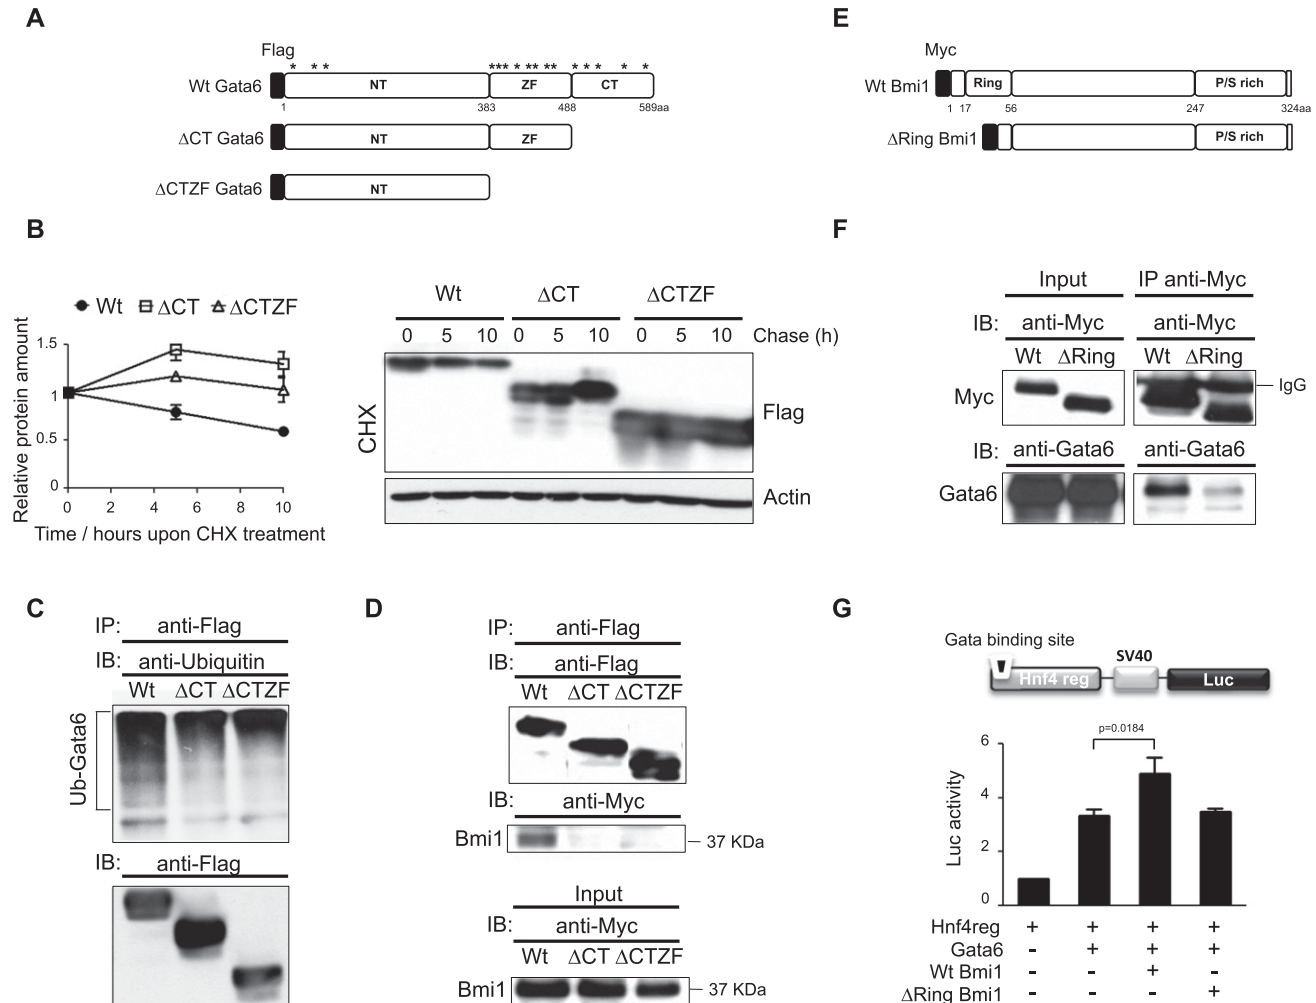 A
Flag
* * * *** * ** ** * * * * *
Wt Gata6 NT ZF CT
1 383 488 589aa
ΔCT Gata6 NT ZF
ΔCTZF Gata6 NT
E
Myc
Wt Bmi1 Ring P/S rich
1 17 56 247 324aa
ΔRing Bmi1 P/S rich
B
Wt ΔCT ΔCTZF
Relative protein amount
1.5
1
0.5
0
0 2 4 6 8 10
Time / hours upon CHX treatment
Wt ΔCT ΔCTZF
0 5 10 0 5 10 0 5 10 Chase (h)
CHX
Flag
Actin
F
Input IP anti-Myc
IB: anti-Myc anti-Myc
Wt ΔRing Wt ΔRing
Myc IgG
IB: anti-Gata6 anti-Gata6
Gata6
C
IP: anti-Flag
IB: anti-Ubiquitin
Wt ΔCT ΔCTZF
Ub-Gata6
IB: anti-Flag
D
IP: anti-Flag
IB: anti-Flag
Wt ΔCT ΔCTZF
IB: anti-Myc
Bmi1 37 KDa
Input
IB: anti-Myc
Wt ΔCT ΔCTZF
Bmi1 37 KDa
G
Gata binding site
Hnf4 reg SV40 Luc
p=0.0184
Luc activity
6
4
2
0
Hnf4reg + + + +
Gata6 - + + +
Wt Bmi1 - - + -
ΔRing Bmi1 - - - +